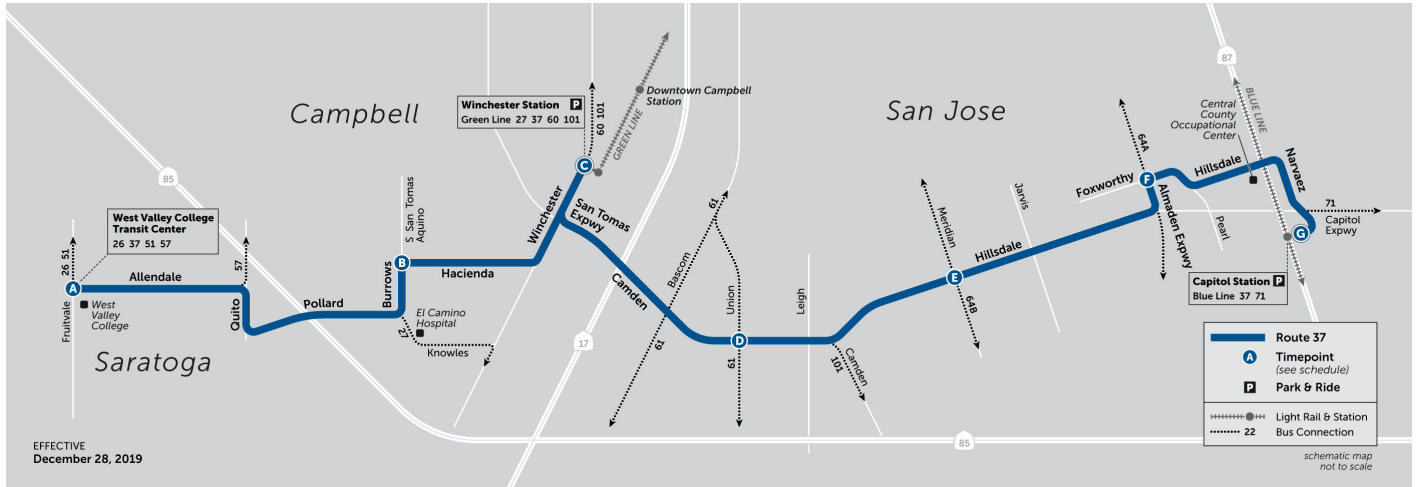 Campbell
San Jose
Saratoga
85
87
17
85
Winchester Station P
Green Line 27 37 60 101
60 101
GREEN LINE
Downtown Campbell
Station
West Valley College
Transit Center
26 37 51 57
26 51
A
Allendale
Fruitvale
West
Valley
College
57
Quito
Pollard
Burrows
B
S San Tomas
Aquino
Hacienda
El Camino
Hospital
27
Knowles
Winchester
C
San Tomas
Expwy
Camden
Bascom
61
61
Union
D
61
Leigh
Camden
101
Meridian
E
64B
Hillsdale
Jarvis
64A
Foxworthy
F
Almaden Expwy
Hillsdale
Pearl
Central
County
Occupational
Center
BLUE LINE
Narvaez
71
Capitol
Expwy
G
Capitol Station P
Blue Line 37 71
Route 37
A Timepoint
(see schedule)
P Park & Ride
Light Rail & Station
22 Bus Connection
schematic map
not to scale
EFFECTIVE
December 28, 2019